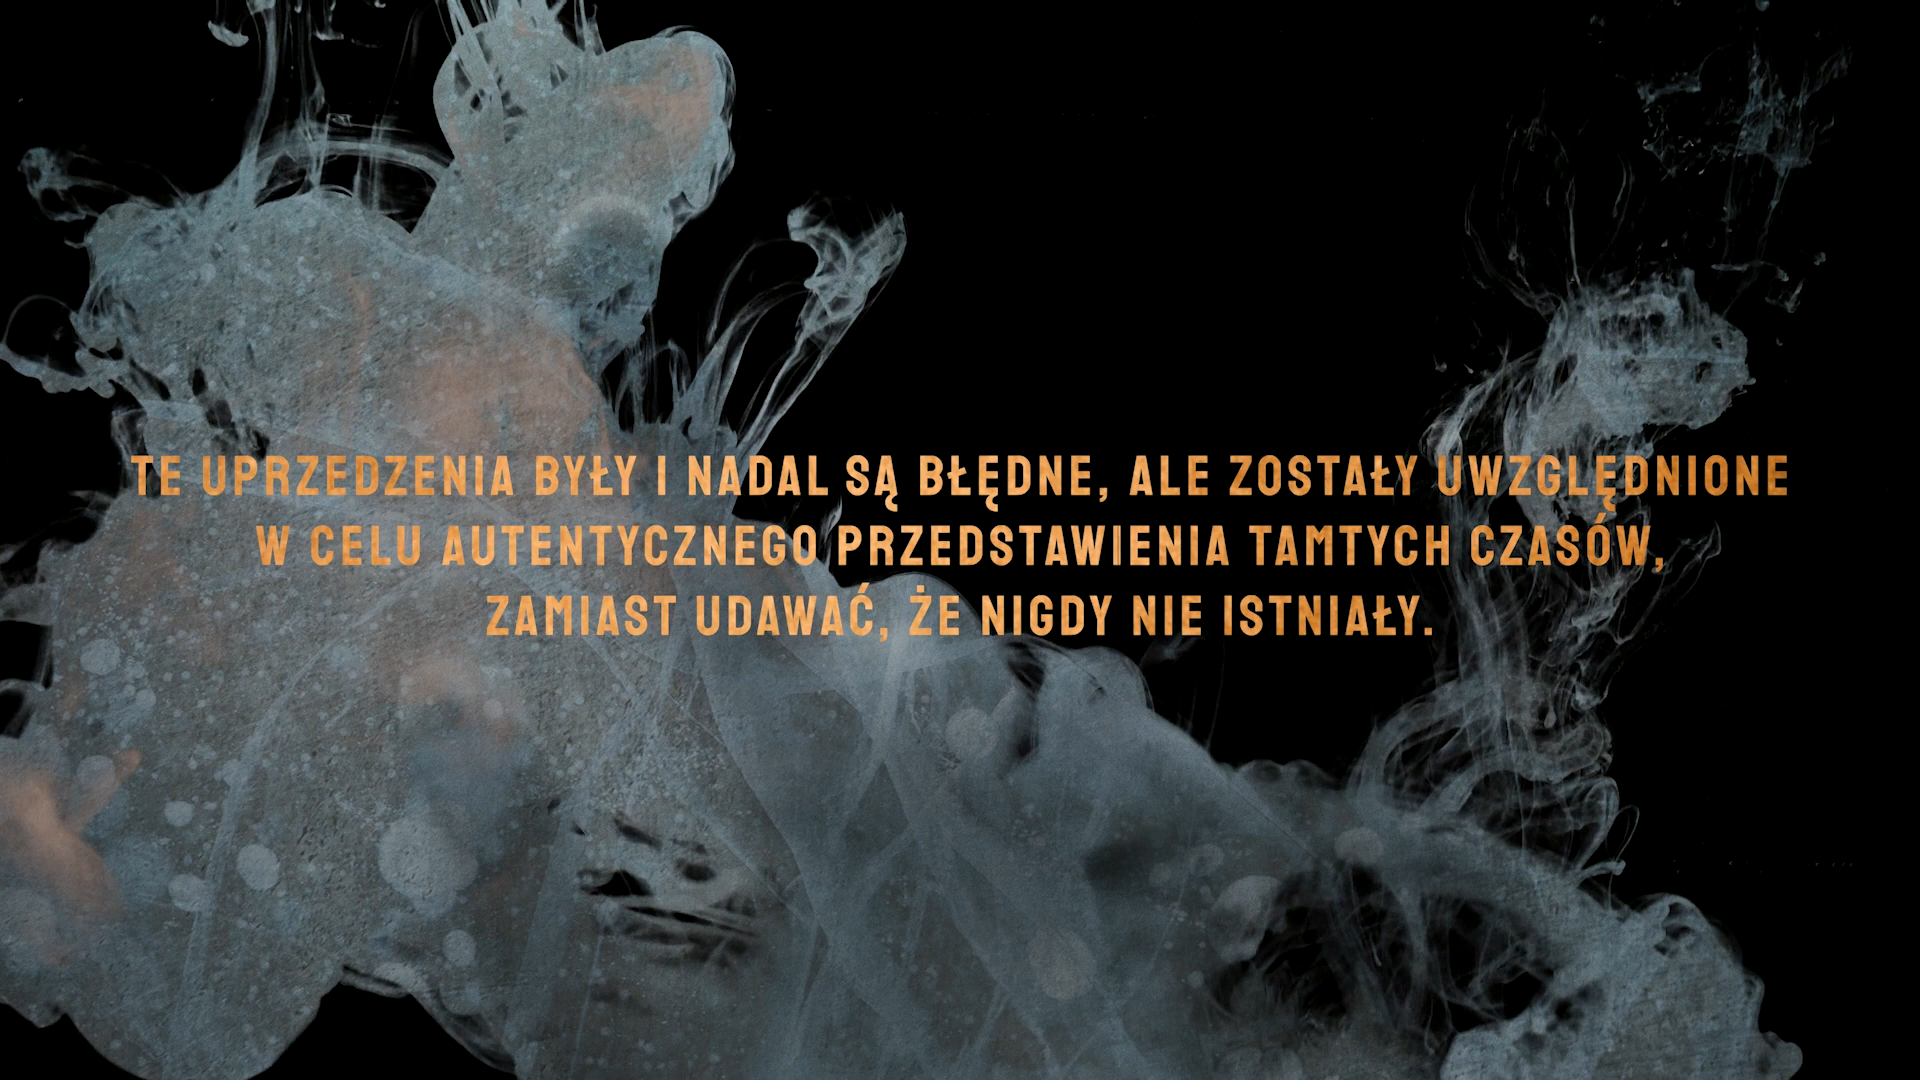 TE UPRZEDZENIA BYŁY I NADAL SĄ BŁĘDNE, ALE ZOSTAŁY UWZGLĘDNIONE
W CELU AUTENTYCZNEGO PRZEDSTAWIENIA TAMTYCH CZASÓW,
ZAMIAST UDAWAĆ, ŻE NIGDY NIE ISTNIAŁY.